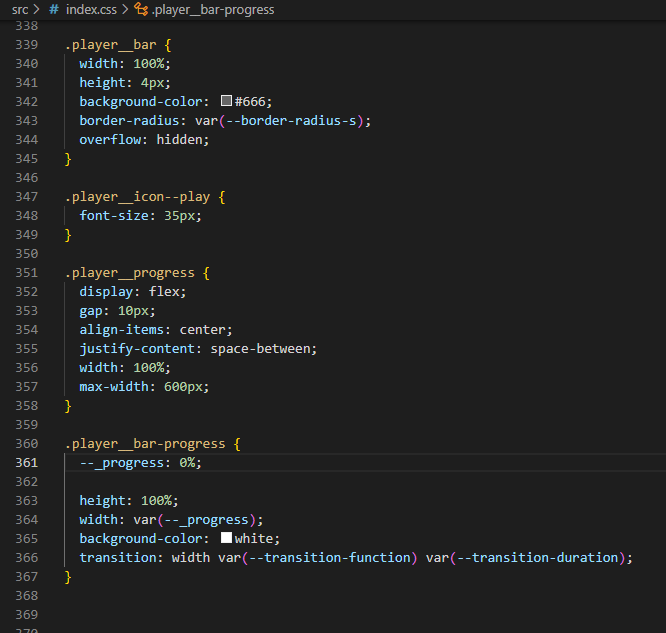 src > # index.css > .player__bar-progress
338
339 .player__bar {
340 width: 100%;
341 height: 4px;
342 background-color: #666;
343 border-radius: var(--border-radius-s);
344 overflow: hidden;
345 }
346
347 .player__icon--play {
348 font-size: 35px;
349 }
350
351 .player__progress {
352 display: flex;
353 gap: 10px;
354 align-items: center;
355 justify-content: space-between;
356 width: 100%;
357 max-width: 600px;
358 }
359
360 .player__bar-progress {
361 --_progress: 0%;
362
363 height: 100%;
364 width: var(--_progress);
365 background-color: white;
366 transition: width var(--transition-function) var(--transition-duration);
367 }
368
369
370